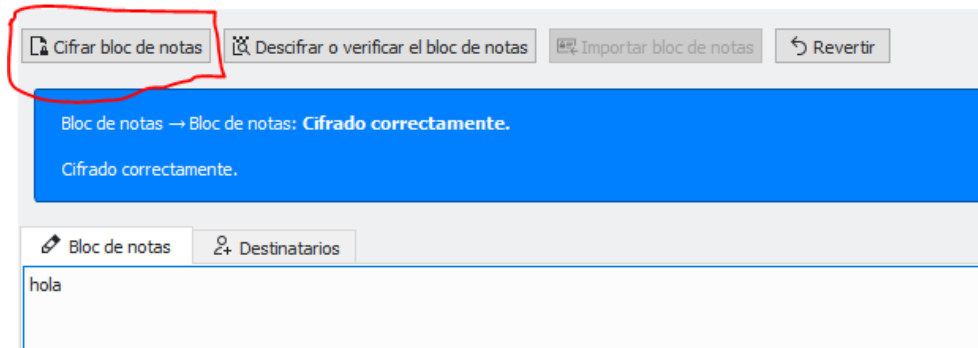 Cifrar bloc de notas Descifrar o verificar el bloc de notas Importar bloc de notas Revertir
Bloc de notas → Bloc de notas: Cifrado correctamente.
Cifrado correctamente.
Bloc de notas Destinatarios
hola